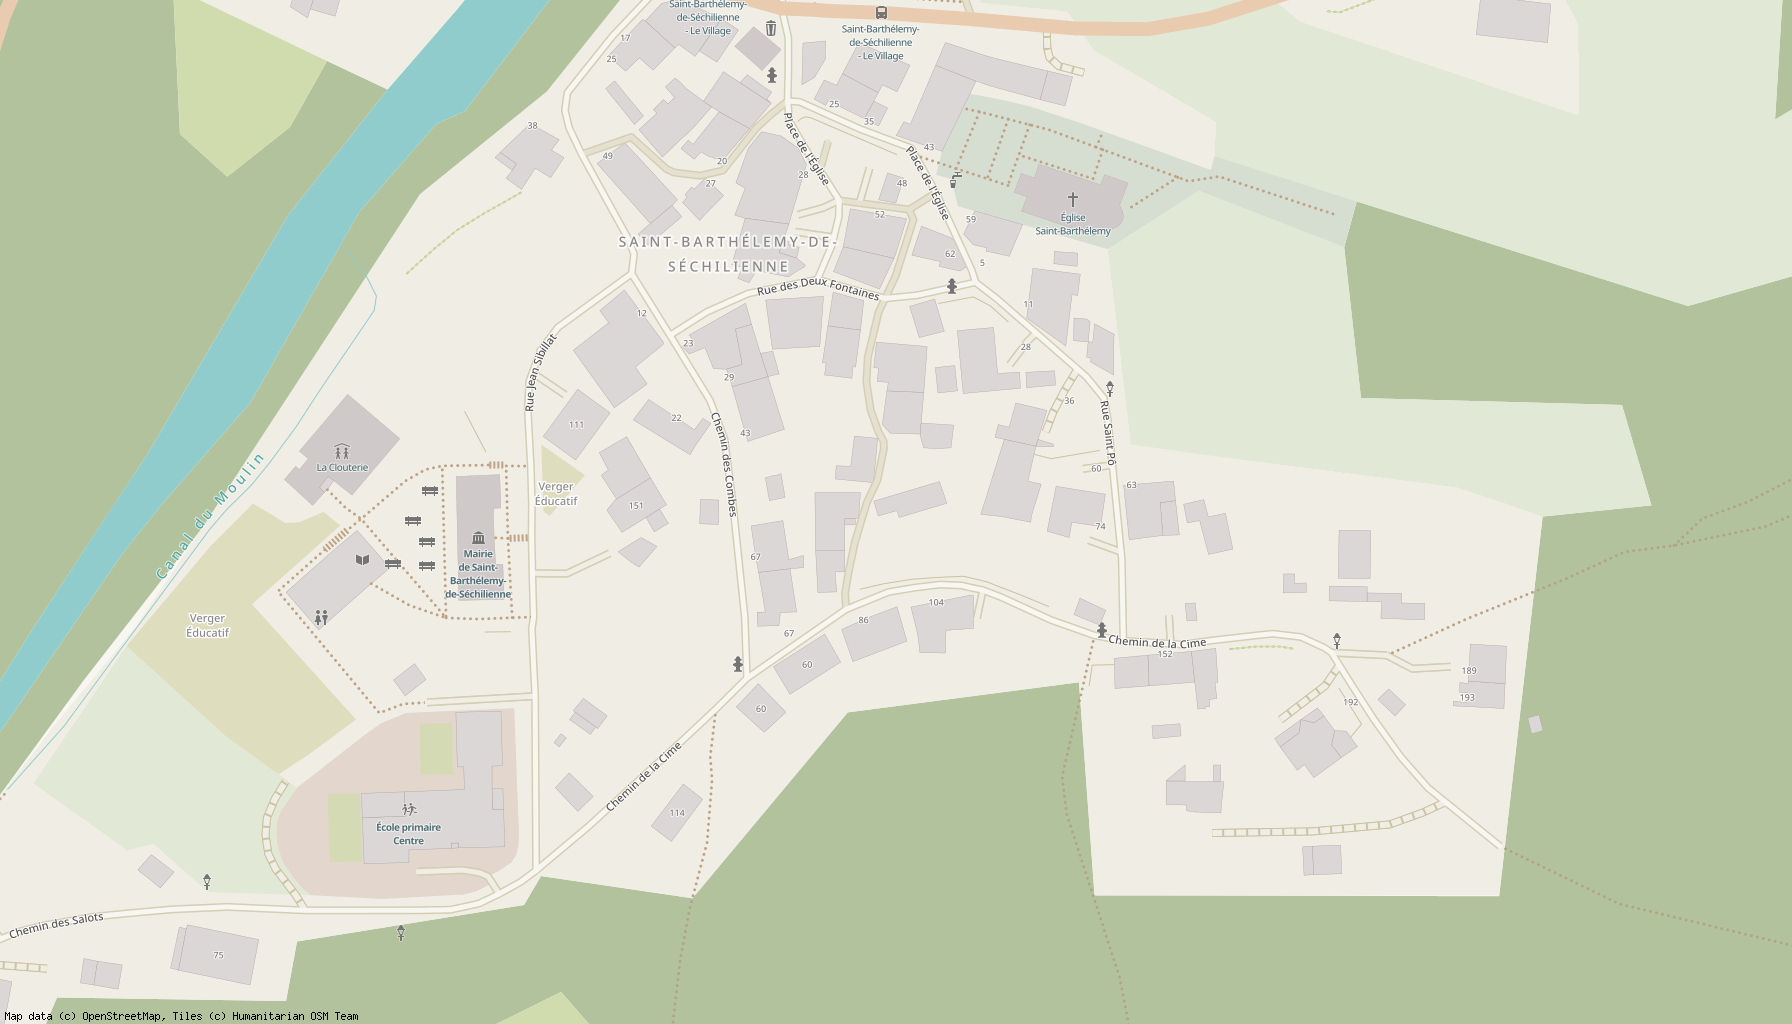 Saint-Barthélemy-
de-Séchilienne
- Le Village
Saint-Barthélemy-
de-Séchilienne
- Le Village
17
25
38
49
20
27
28
25
35
43
48
52
59
62
5
Place de l'Église
Place de l'Église
Église
Saint-Barthélemy
SAINT-BARTHÉLEMY-DE-
SÉCHILIENNE
Rue des Deux Fontaines
12
23
29
43
11
28
36
Rue Jean Sibillat
111
22
151
Chemin des Combes
Rue Saint Pô
60
63
74
La Clouterie
Canal du Moulin
Verger
Éducatif
Mairie
de Saint-
Barthélemy-
de-Séchilienne
Verger
Éducatif
67
67
86
104
60
60
114
Chemin de la Cime
Chemin de la Cime
152
189
193
192
École primaire
Centre
Chemin des Salots
75
Map data (c) OpenStreetMap, Tiles (c) Humanitarian OSM Team